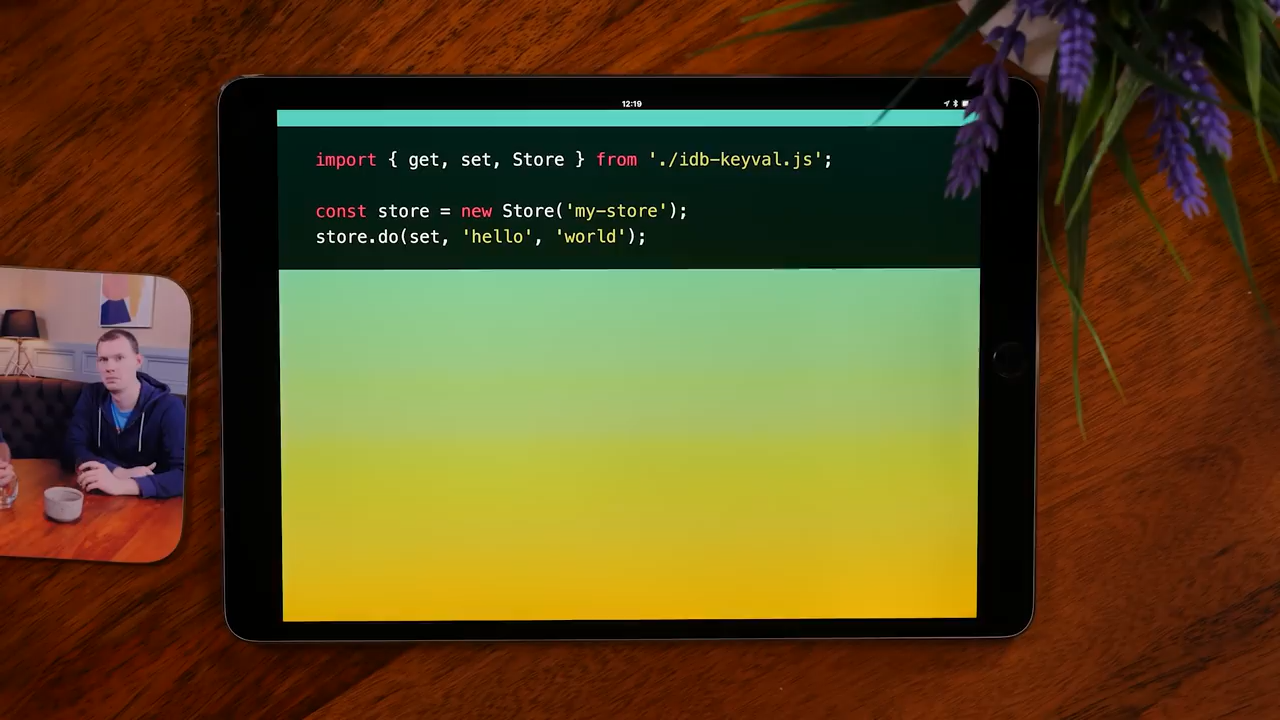 12:19
import { get, set, Store } from './idb-keyval.js';
const store = new Store('my-store');
store.do(set, 'hello', 'world');